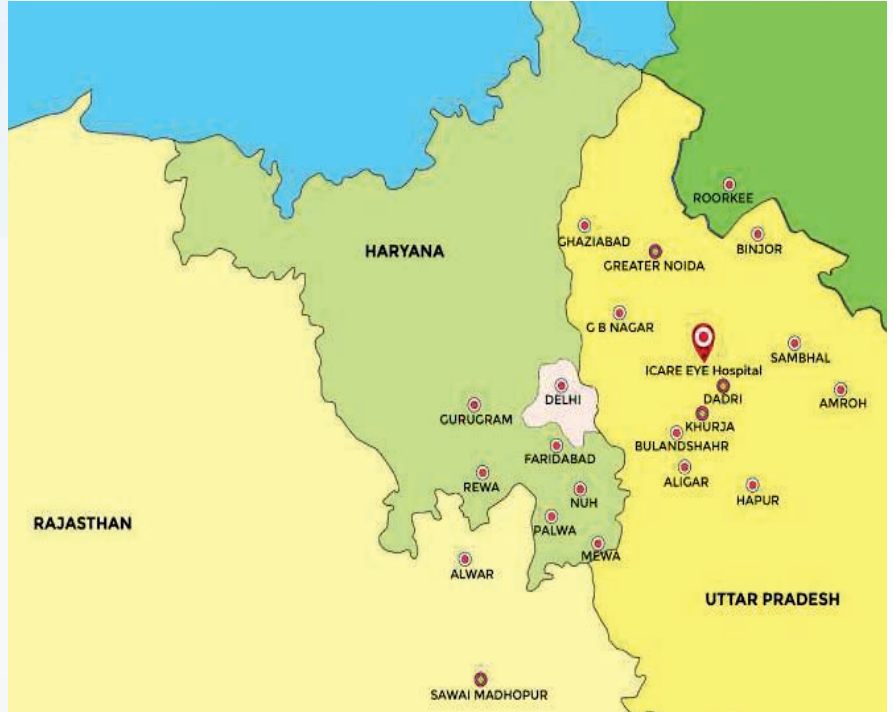 ROORKEE
GHAZIABAD
BINJOR
HARYANA
GREATER NOIDA
G B NAGAR
SAMBHAL
ICARE EYE Hospital
DELHI
DADRI
AMROH
GURUGRAM
KHURJA
BULANDSHAHR
FARIDABAD
ALIGAR
REWA
HAPUR
NUH
RAJASTHAN
PALWA
MEWA
ALWAR
UTTAR PRADESH
SAWAI MADHOPUR